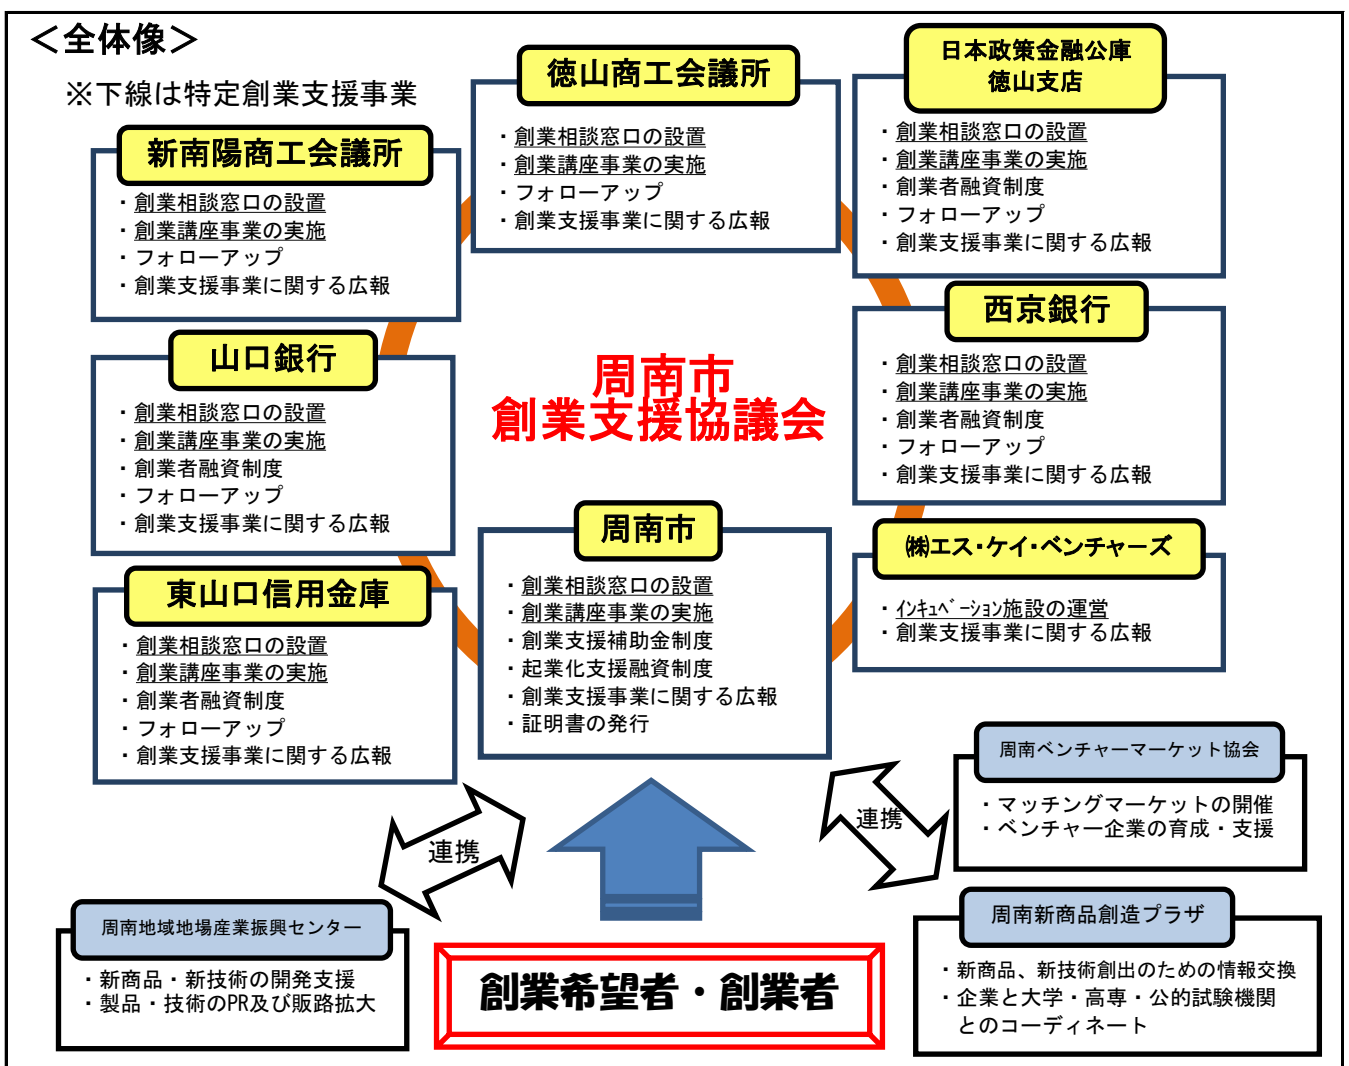 ＜全体像＞
※下線は特定創業支援事業
徳山商工会議所
・創業相談窓口の設置
・創業講座事業の実施
・フォローアップ
・創業支援事業に関する広報
日本政策金融公庫
徳山支店
・創業相談窓口の設置
・創業講座事業の実施
・創業者融資制度
・フォローアップ
・創業支援事業に関する広報
新南陽商工会議所
・創業相談窓口の設置
・創業講座事業の実施
・フォローアップ
・創業支援事業に関する広報
西京銀行
・創業相談窓口の設置
・創業講座事業の実施
・創業者融資制度
・フォローアップ
・創業支援事業に関する広報
山口銀行
・創業相談窓口の設置
・創業講座事業の実施
・創業者融資制度
・フォローアップ
・創業支援事業に関する広報
周南市
創業支援協議会
周南市
・創業相談窓口の設置
・創業講座事業の実施
・創業支援補助金制度
・起業化支援融資制度
・創業支援事業に関する広報
・証明書の発行
㈱エス・ケイ・ベンチャーズ
・ｲﾝｷｭﾍﾞｰｼｮﾝ施設の運営
・創業支援事業に関する広報
東山口信用金庫
・創業相談窓口の設置
・創業講座事業の実施
・創業者融資制度
・フォローアップ
・創業支援事業に関する広報
周南ベンチャーマーケット協会
・マッチングマーケットの開催
・ベンチャー企業の育成・支援
連携
連携
周南地域地場産業振興センター
・新商品・新技術の開発支援
・製品・技術のPR及び販路拡大
創業希望者・創業者
周南新商品創造プラザ
・新商品、新技術創出のための情報交換
・企業と大学・高専・公的試験機関
とのコーディネート